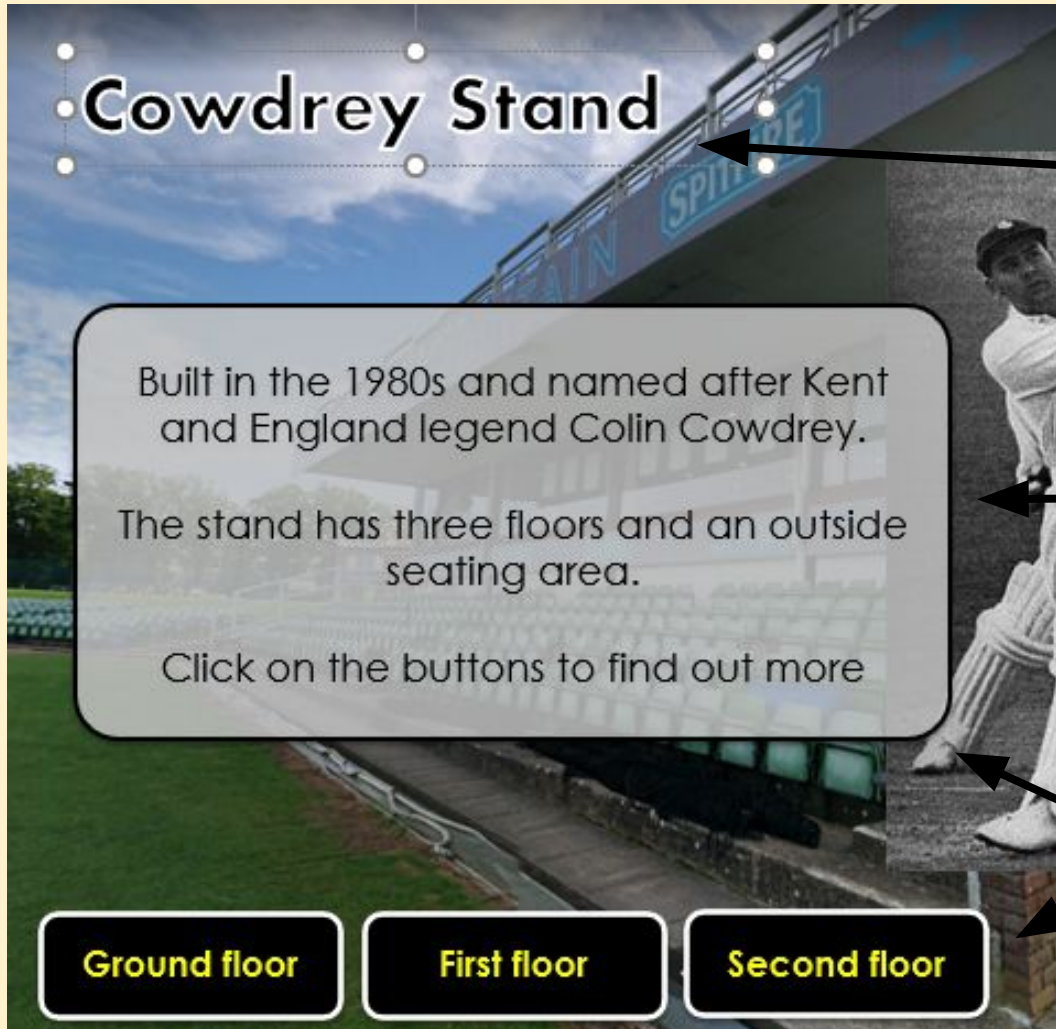 Cowdrey Stand
SPITFIRE
Built in the 1980s and named after Kent
and England legend Colin Cowdrey.
The stand has three floors and an outside
seating area.
Click on the buttons to find out more
Ground floor
First floor
Second floor